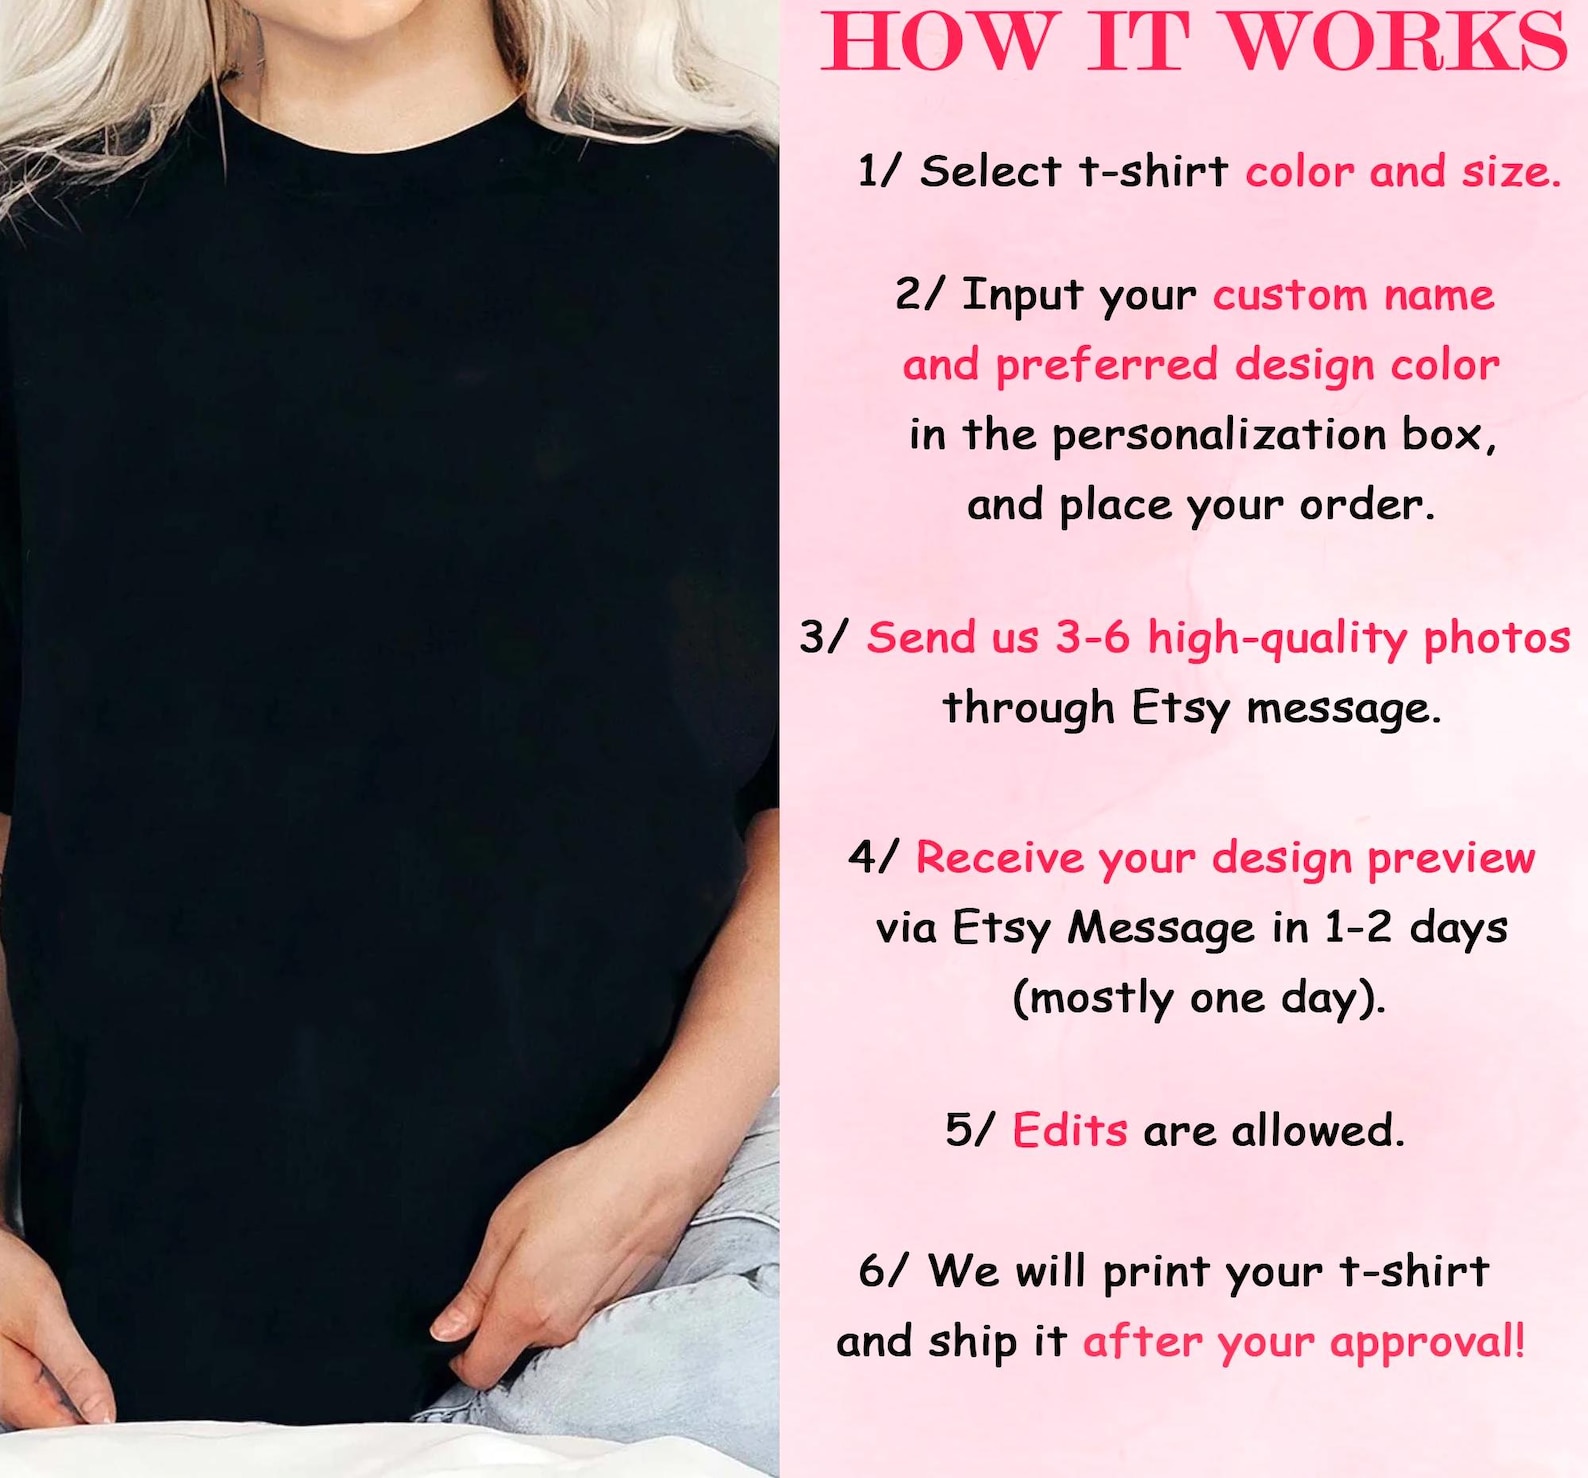 HOW IT WORKS
1/ Select t-shirt color and size.
2/ Input your custom name
and preferred design color
in the personalization box,
and place your order.
3/ Send us 3-6 high-quality photos
through Etsy message.
4/ Receive your design preview
via Etsy Message in 1-2 days
(mostly one day).
5/ Edits are allowed.
6/ We will print your t-shirt
and ship it after your approval!